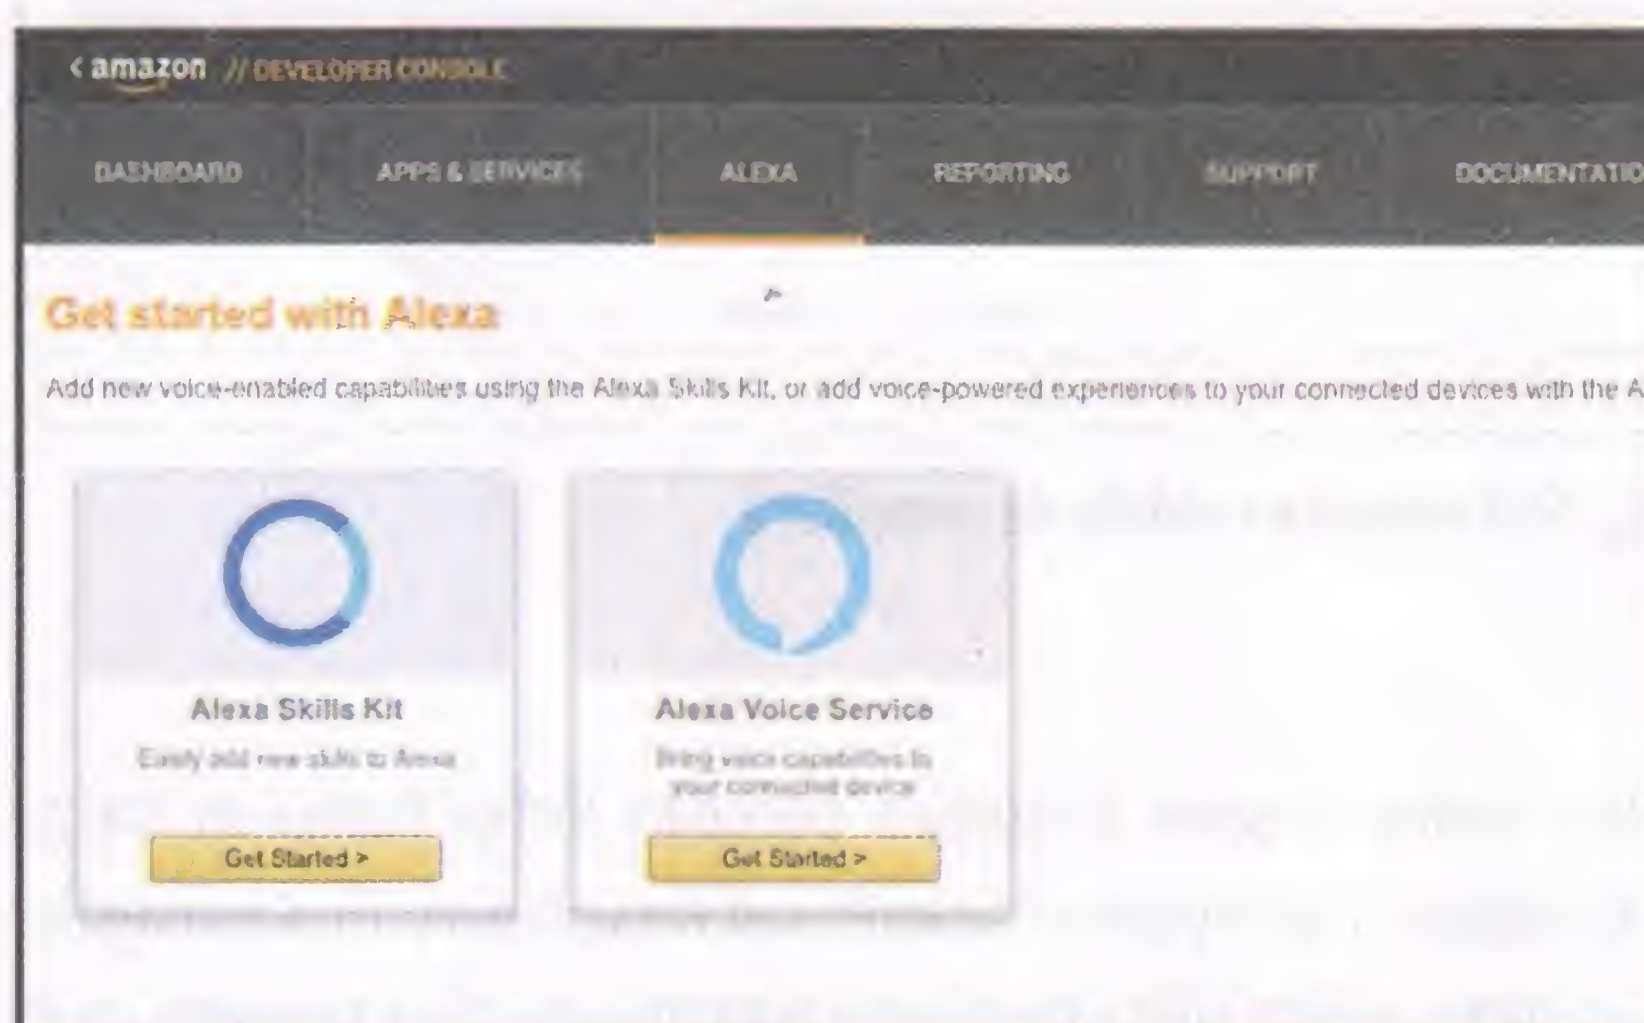 < amazon // DEVELOPER CONSOLE
DASHBOARD APPS & SERVICES ALEXA REPORTING SUPPORT DOCUMENTATIO
Get started with Alexa
Add new voice-enabled capabilities using the Alexa Skills Kit, or add voice-powered experiences to your connected devices with the A
Alexa Skills Kit
Easily add new skills to Alexa
Get Started >
Alexa Voice Service
Bring voice capabilities to
your connected device
Get Started >